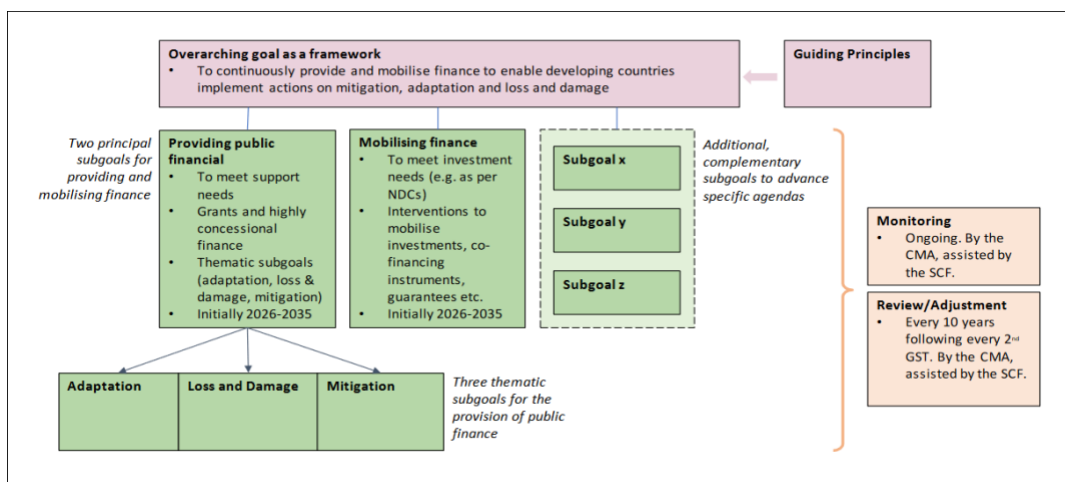 Overarching goal as a framework
• To continuously provide and mobilise finance to enable developing countries
implement actions on mitigation, adaptation and loss and damage
Guiding Principles
Two principal
subgoals for
providing and
mobilising finance
Providing public
financial
• To meet support
needs
• Grants and highly
concessional
finance
• Thematic subgoals
(adaptation, loss &
damage, mitigation)
• Initially 2026-2035
Mobilising finance
• To meet investment
needs (e.g. as per
NDCs)
• Interventions to
mobilise
investments, co-
financing
instruments,
guarantees etc.
• Initially 2026-2035
Subgoal x
Subgoal y
Subgoal z
Additional,
complementary
subgoals to advance
specific agendas
Monitoring
• Ongoing. By the
CMA, assisted by
the SCF.
Review/Adjustment
• Every 10 years
following every 2nd
GST. By the CMA,
assisted by the SCF.
Adaptation
Loss and Damage
Mitigation
Three thematic
subgoals for the
provision of public
finance